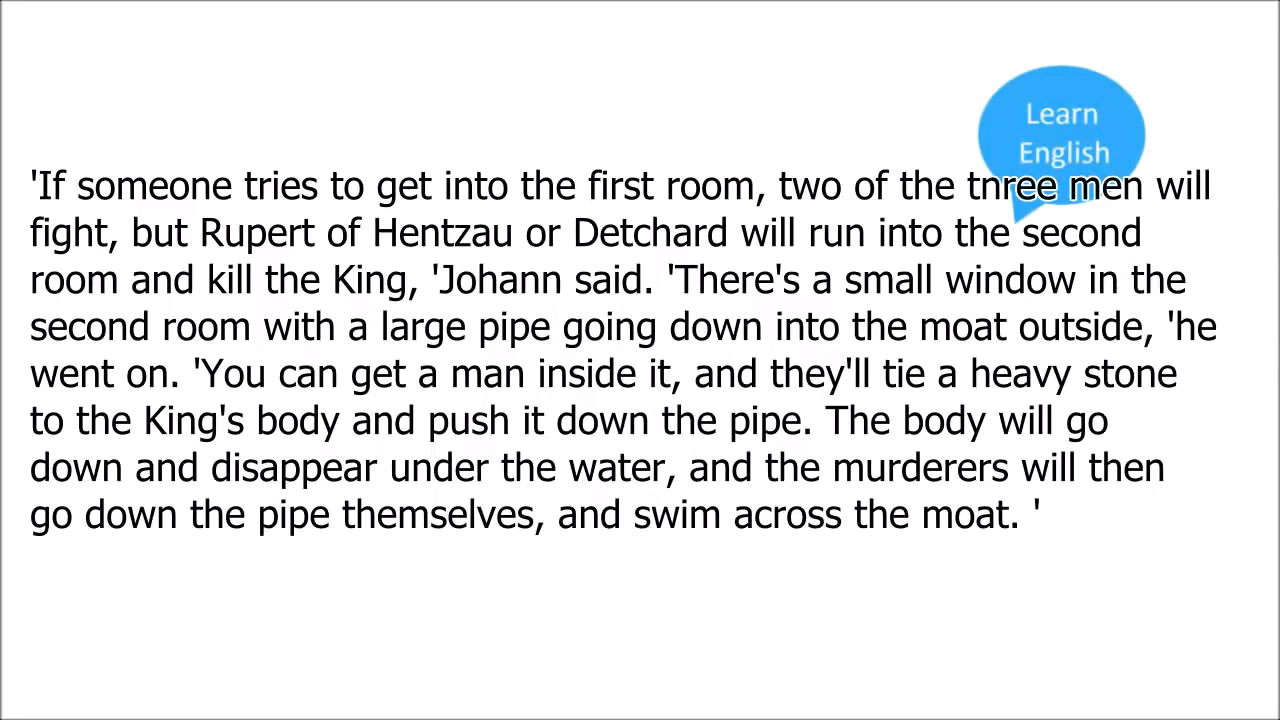 Learn
English
'If someone tries to get into the first room, two of the three men will
fight, but Rupert of Hentzau or Detchard will run into the second
room and kill the King, 'Johann said. 'There's a small window in the
second room with a large pipe going down into the moat outside, 'he
went on. 'You can get a man inside it, and they'll tie a heavy stone
to the King's body and push it down the pipe. The body will go
down and disappear under the water, and the murderers will then
go down the pipe themselves, and swim across the moat. '